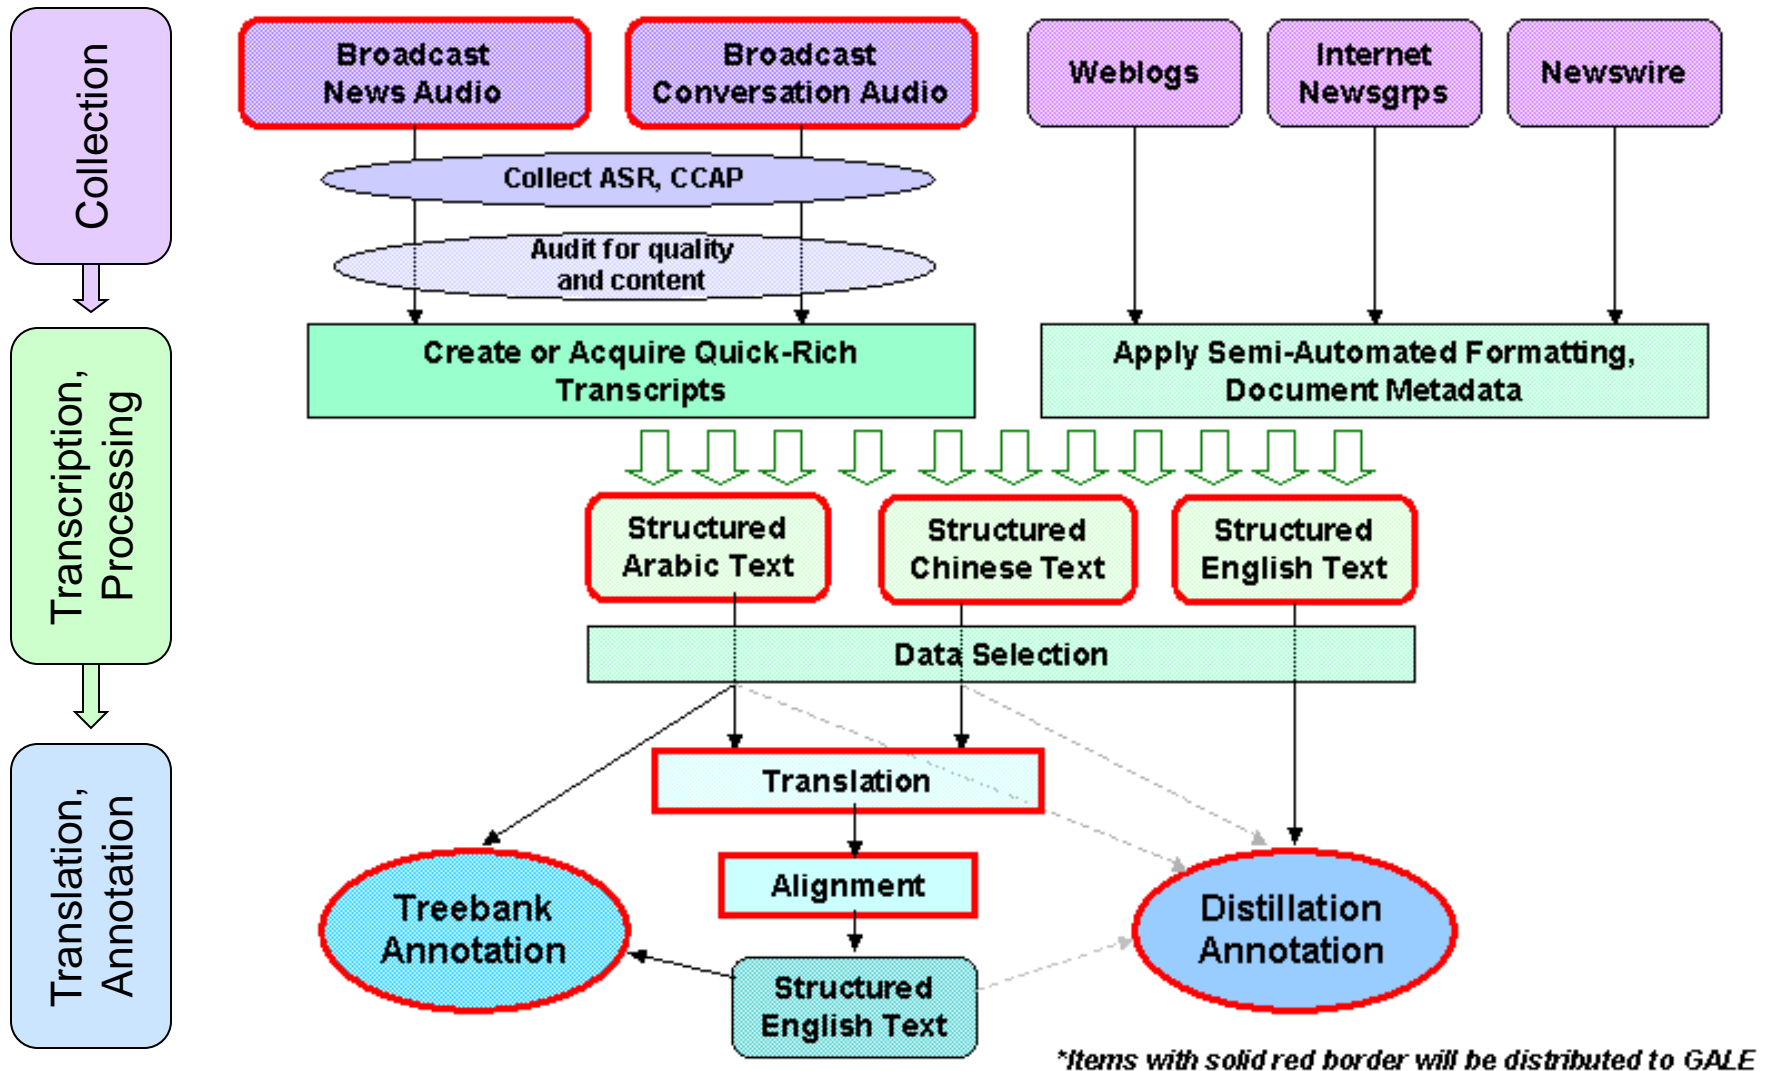 Collection
Transcription,
Processing
Translation,
Annotation
Broadcast
News Audio
Broadcast
Conversation Audio
Weblogs
Internet
Newsgrps
Newswire
Collect ASR, CCAP
Audit for quality
and content
Create or Acquire Quick-Rich
Transcripts
Apply Semi-Automated Formatting,
Document Metadata
Structured
Arabic Text
Structured
Chinese Text
Structured
English Text
Data Selection
Translation
Alignment
Treebank
Annotation
Distillation
Annotation
Structured
English Text
*Items with solid red border will be distributed to GALE